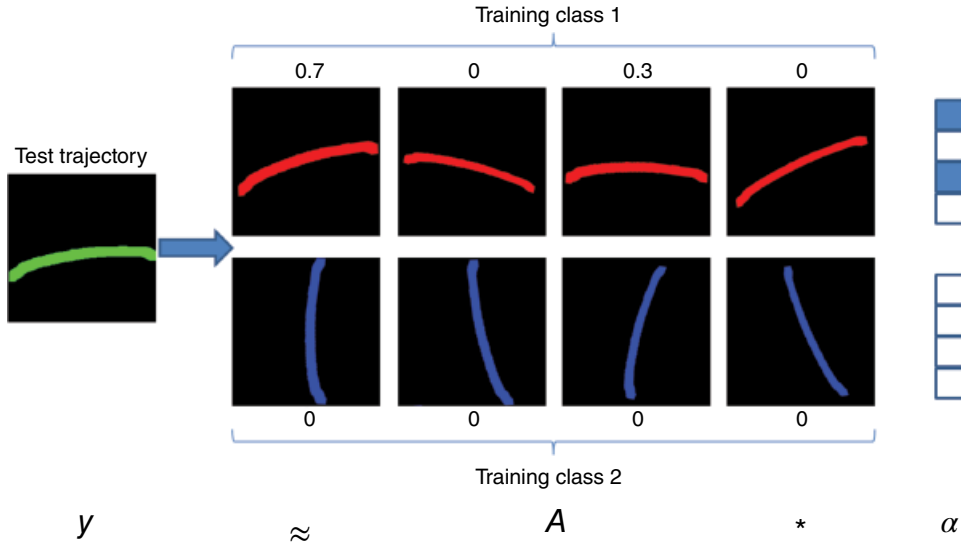 Training class 1
0.7 0 0.3 0
Test trajectory
0 0 0 0
Training class 2
y ≈ A * α